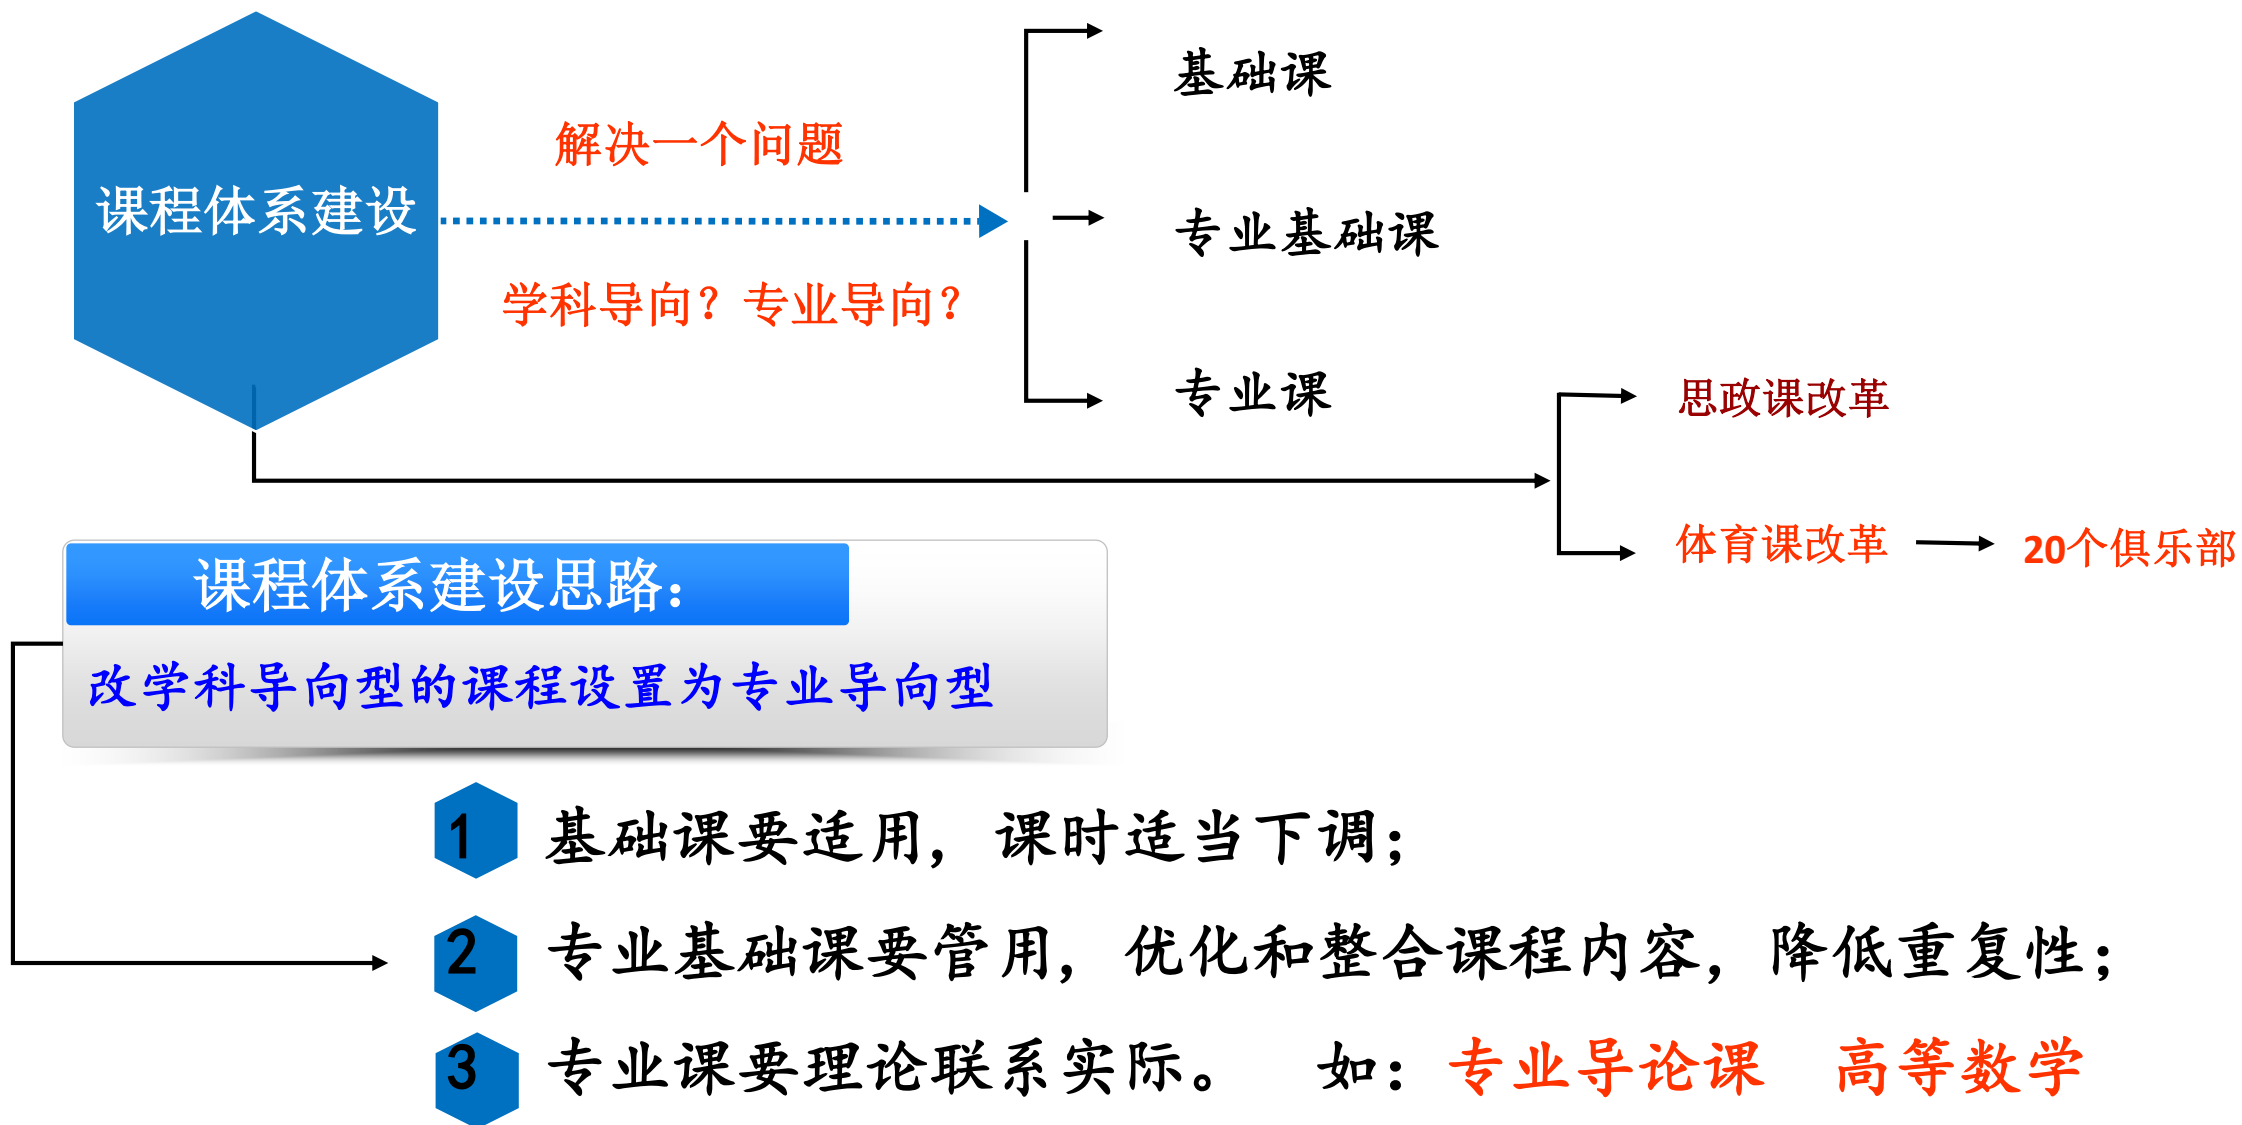 基础课
解决一个问题
课程体系建设
专业基础课
学科导向？专业导向？
专业课
思政课改革
体育课改革
20个俱乐部
课程体系建设思路：
改学科导向型的课程设置为专业导向型
1 基础课要适用，课时适当下调；
2 专业基础课要管用，优化和整合课程内容，降低重复性；
3 专业课要理论联系实际。 如：专业导论课 高等数学